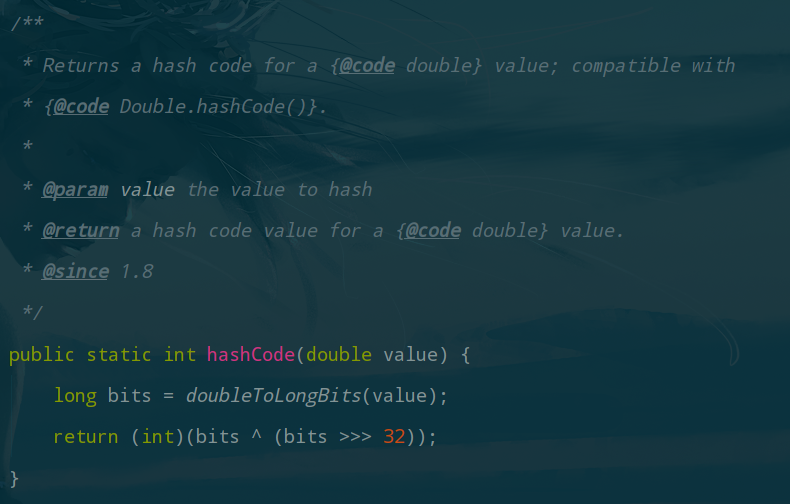 /**
 * Returns a hash code for a {@code double} value; compatible with
 * {@code Double.hashCode()}.
 *
 * @param value the value to hash
 * @return a hash code value for a {@code double} value.
 * @since 1.8
 */
public static int hashCode(double value) {
    long bits = doubleToLongBits(value);
    return (int)(bits ^ (bits >>> 32));
}